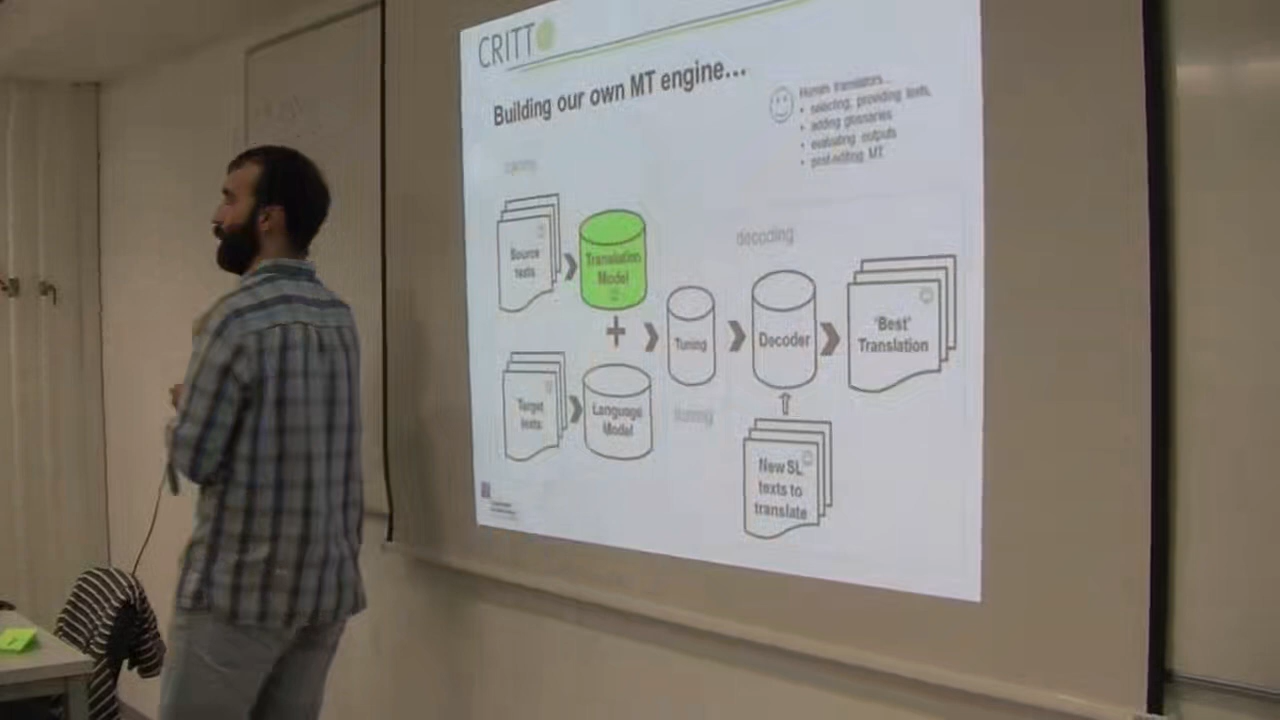 CRITT
Building our own MT engine...
Human translators...
• selecting, providing texts,
• adding glossaries
• evaluating outputs
• post-editing MT
Source
texts
Translation
Model
decoding
+
Tuning
Decoder
'Best'
Translation
Target
texts
Language
Model
New SL
texts to
translate